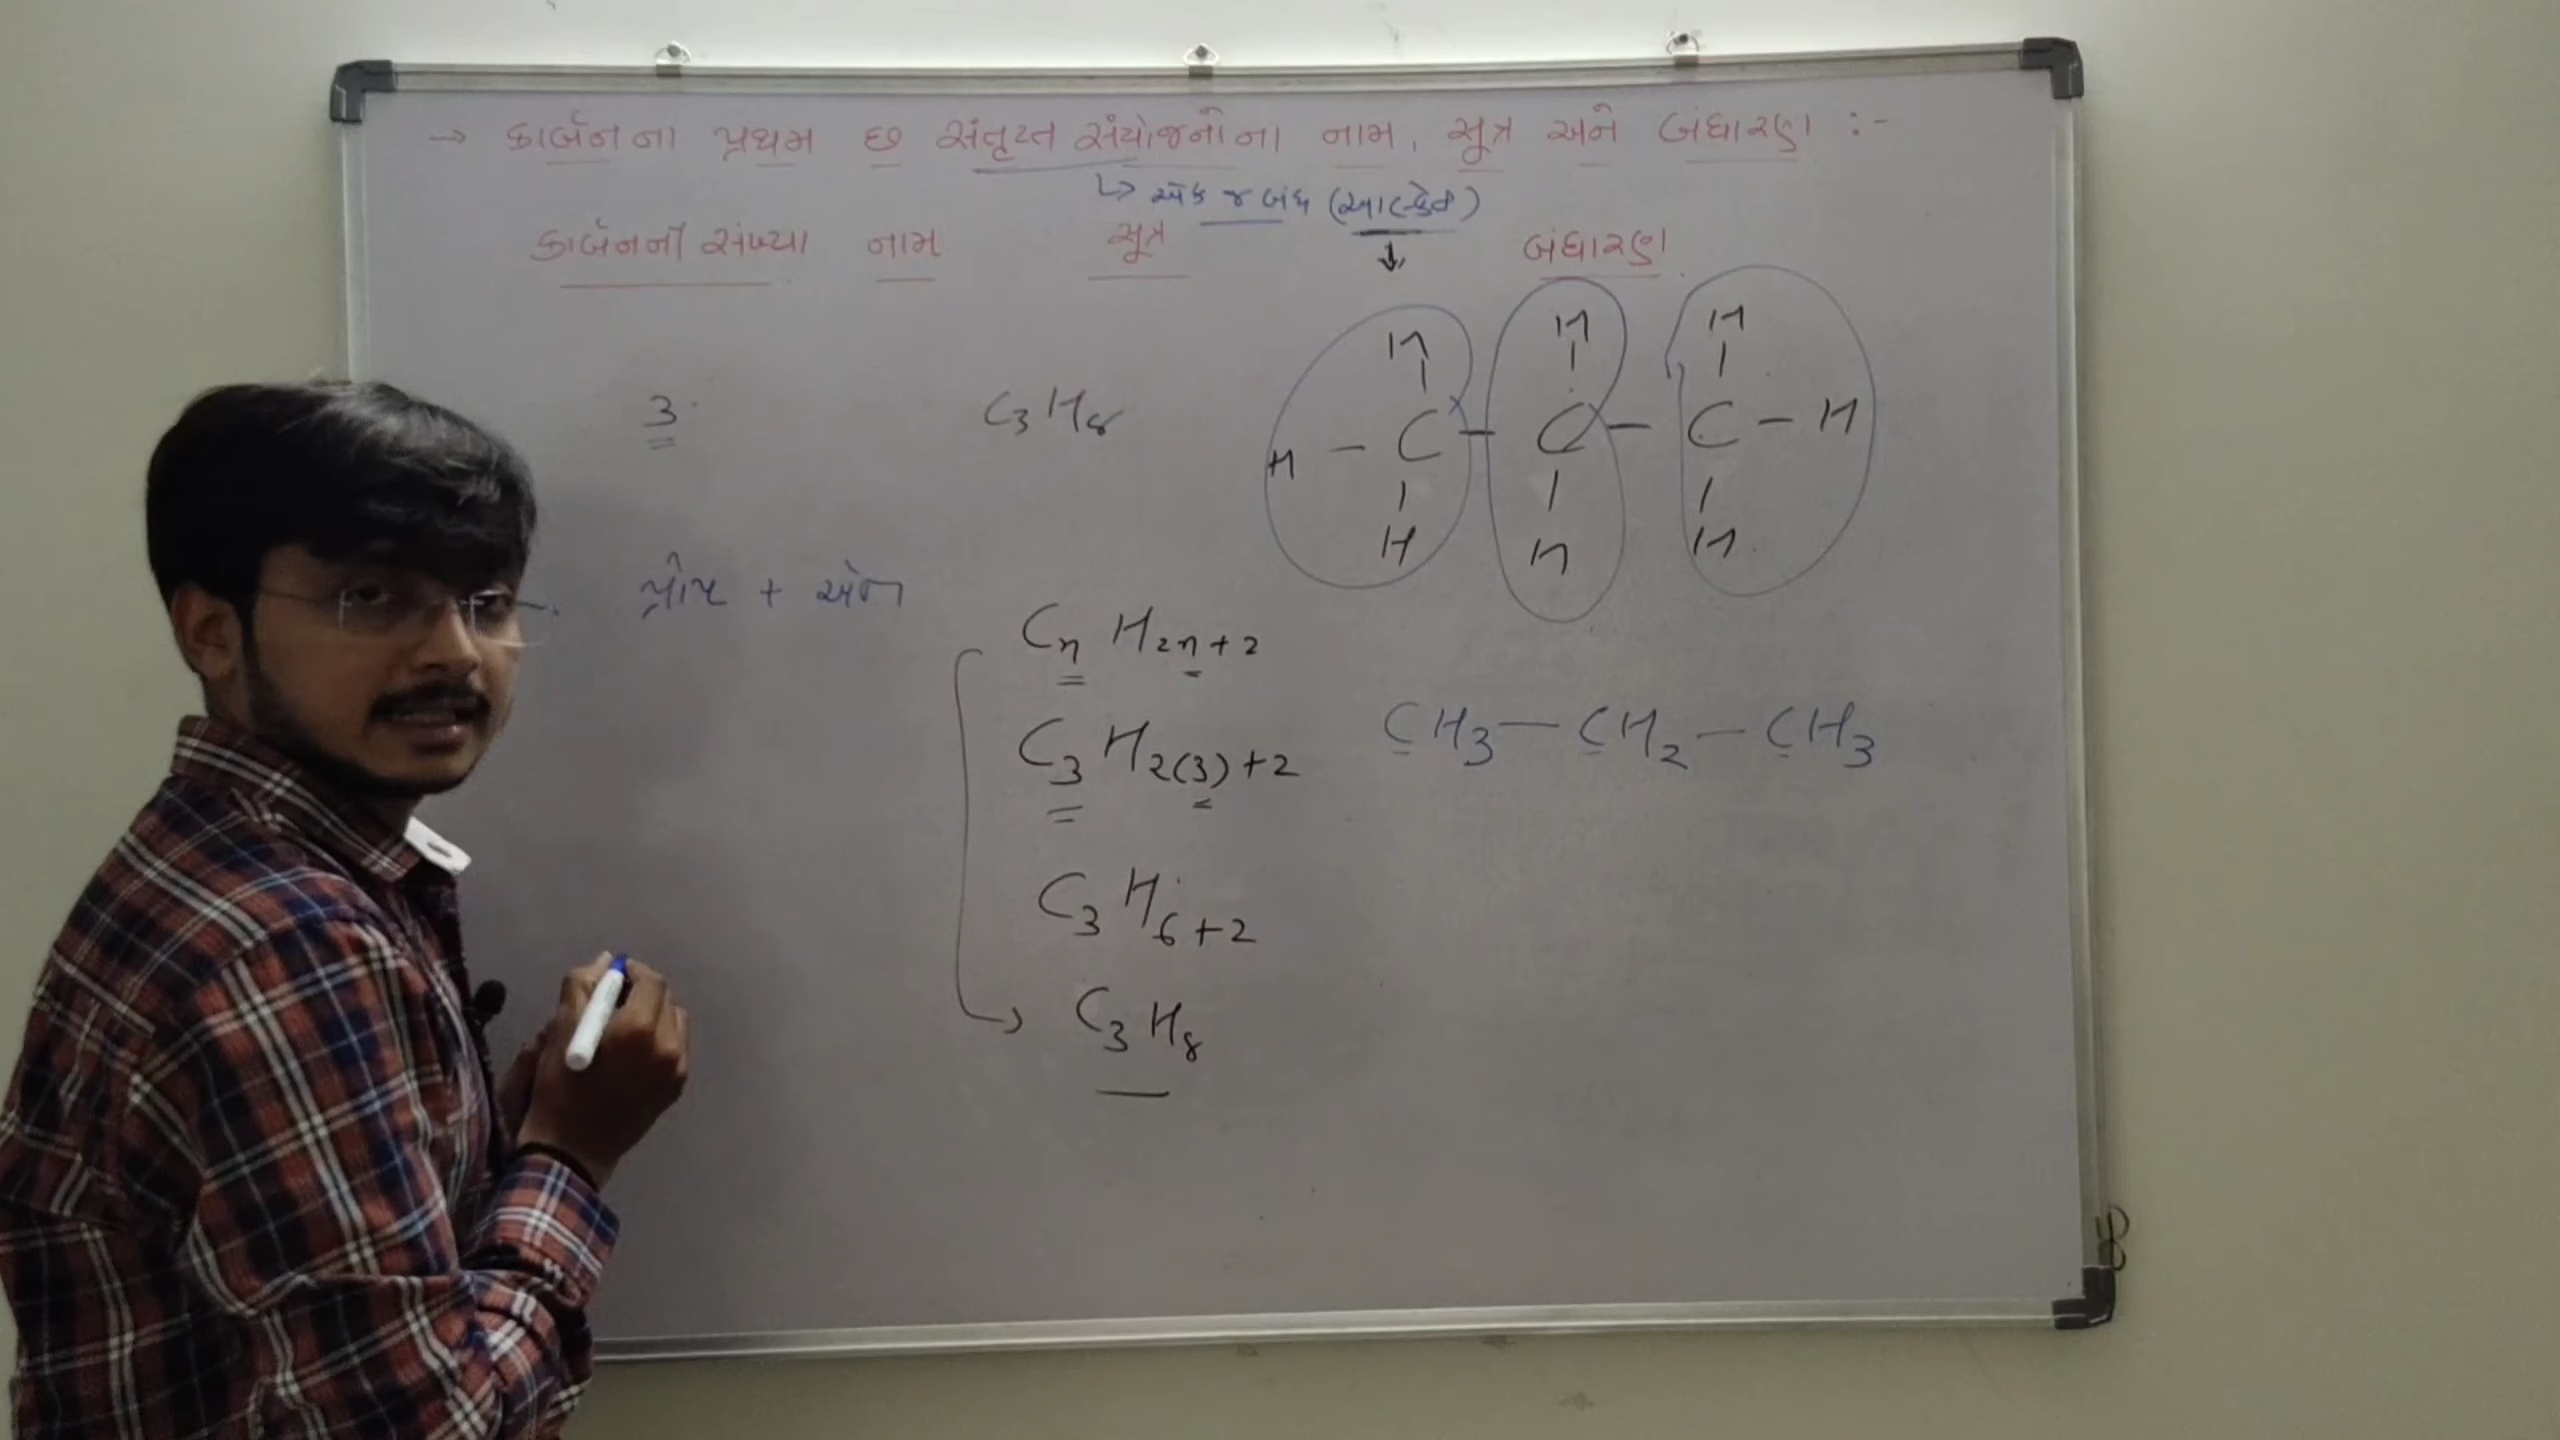 → કાર્બનના પ્રથમ છ સંતૃપ્ત સંયોજનોના નામ, સૂત્ર અને બંધારણ :-
↳ એક જ બંધ (આલ્કેન)
કાર્બનની સંખ્યા નામ સૂત્ર બંધારણ
H H H
3 C3H8 H - C - C - C - H
H H H
પ્રોપ + એન
CnH2n+2
C3H2(3)+2 CH3 — CH2 — CH3
C3H6+2
C3H8